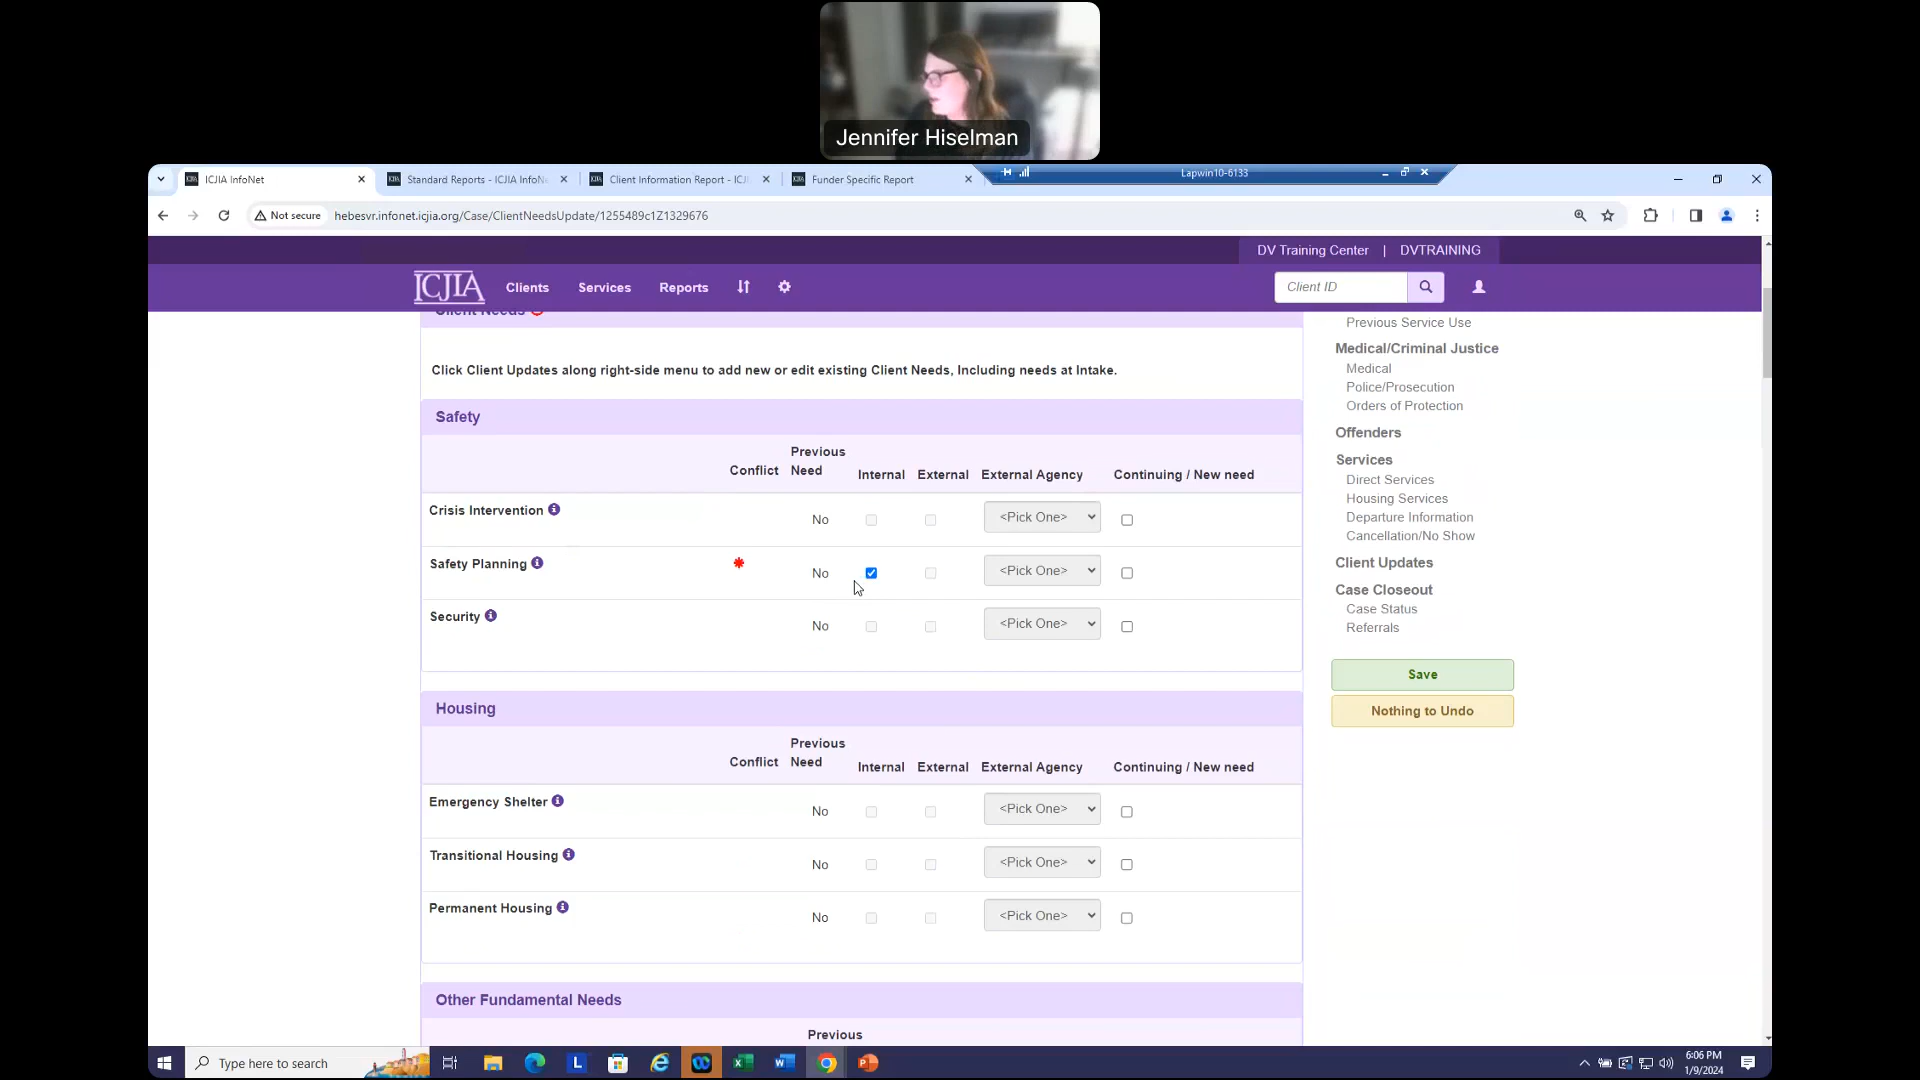 Jennifer Hiselman
ICJIA InfoNet
Standard Reports - ICJIA InfoNe
Client Information Report - ICJI
Funder Specific Report
Lapwin10-6133
Not secure
hebesvr.infonet.icjia.org/Case/ClientNeedsUpdate/1255489c1Z1329676
DV Training Center | DVTRAINING
ICJIA Clients Services Reports
Client ID
Client Needs
Previous Service Use
Medical/Criminal Justice
Medical
Police/Prosecution
Orders of Protection
Offenders
Services
Direct Services
Housing Services
Departure Information
Cancellation/No Show
Client Updates
Case Closeout
Case Status
Referrals
Save
Nothing to Undo
Click Client Updates along right-side menu to add new or edit existing Client Needs, Including needs at Intake.
Safety
Conflict Previous Need Internal External External Agency Continuing / New need
Crisis Intervention No <Pick One>
Safety Planning No <Pick One>
Security No <Pick One>
Housing
Conflict Previous Need Internal External External Agency Continuing / New need
Emergency Shelter No <Pick One>
Transitional Housing No <Pick One>
Permanent Housing No <Pick One>
Other Fundamental Needs
Previous
Type here to search
6:06 PM
1/9/2024